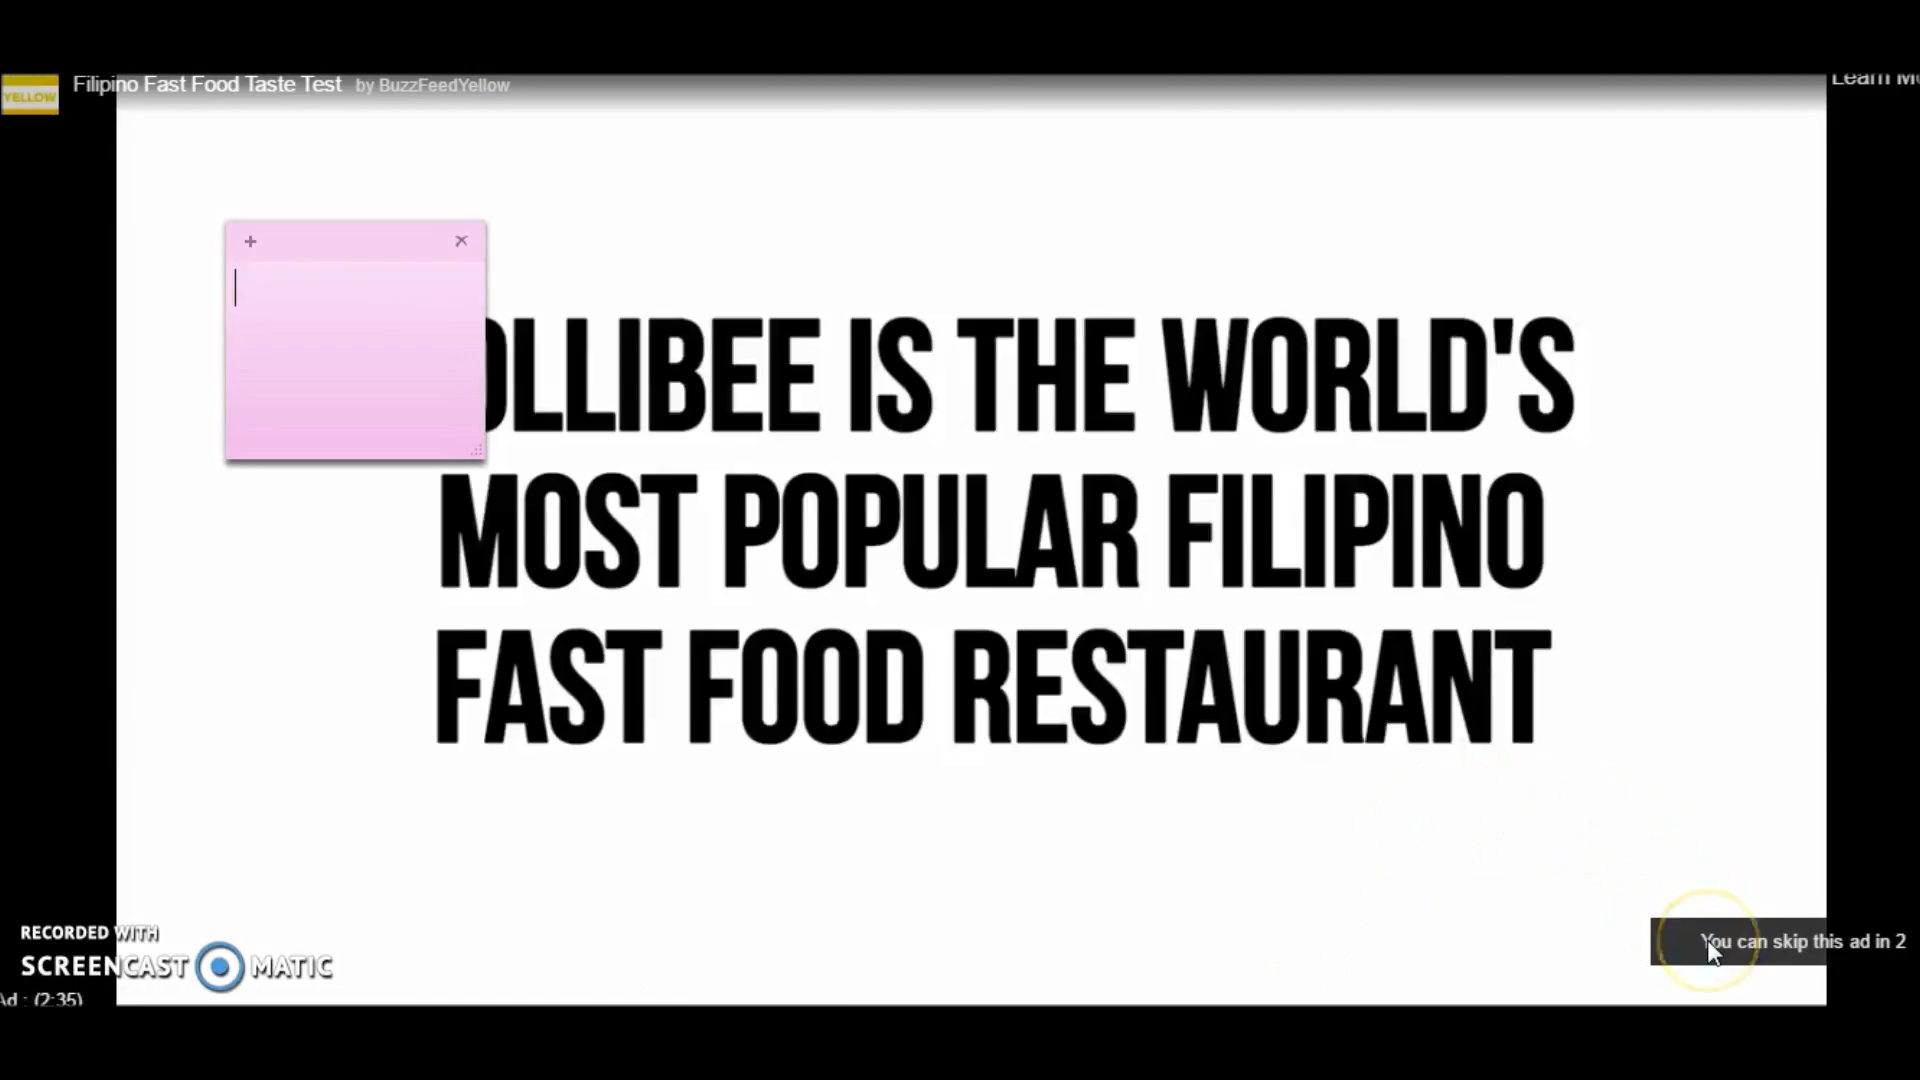 Filipino Fast Food Taste Test by BuzzFeedYellow
YELLOW
Learn
OLLIBEE IS THE WORLD'S
MOST POPULAR FILIPINO
FAST FOOD RESTAURANT
You can skip this ad in 2
RECORDED WITH
SCREENCAST MATIC
Ad : (2:35)